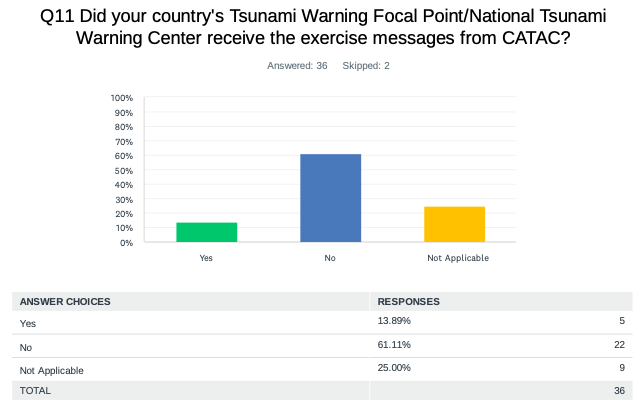 Q11 Did your country's Tsunami Warning Focal Point/National Tsunami
Warning Center receive the exercise messages from CATAC?
Answered: 36 Skipped: 2
100%
90%
80%
70%
60%
50%
40%
30%
20%
10%
0%
Yes No Not Applicable
ANSWER CHOICES RESPONSES
Yes 13.89% 5
No 61.11% 22
Not Applicable 25.00% 9
TOTAL 36